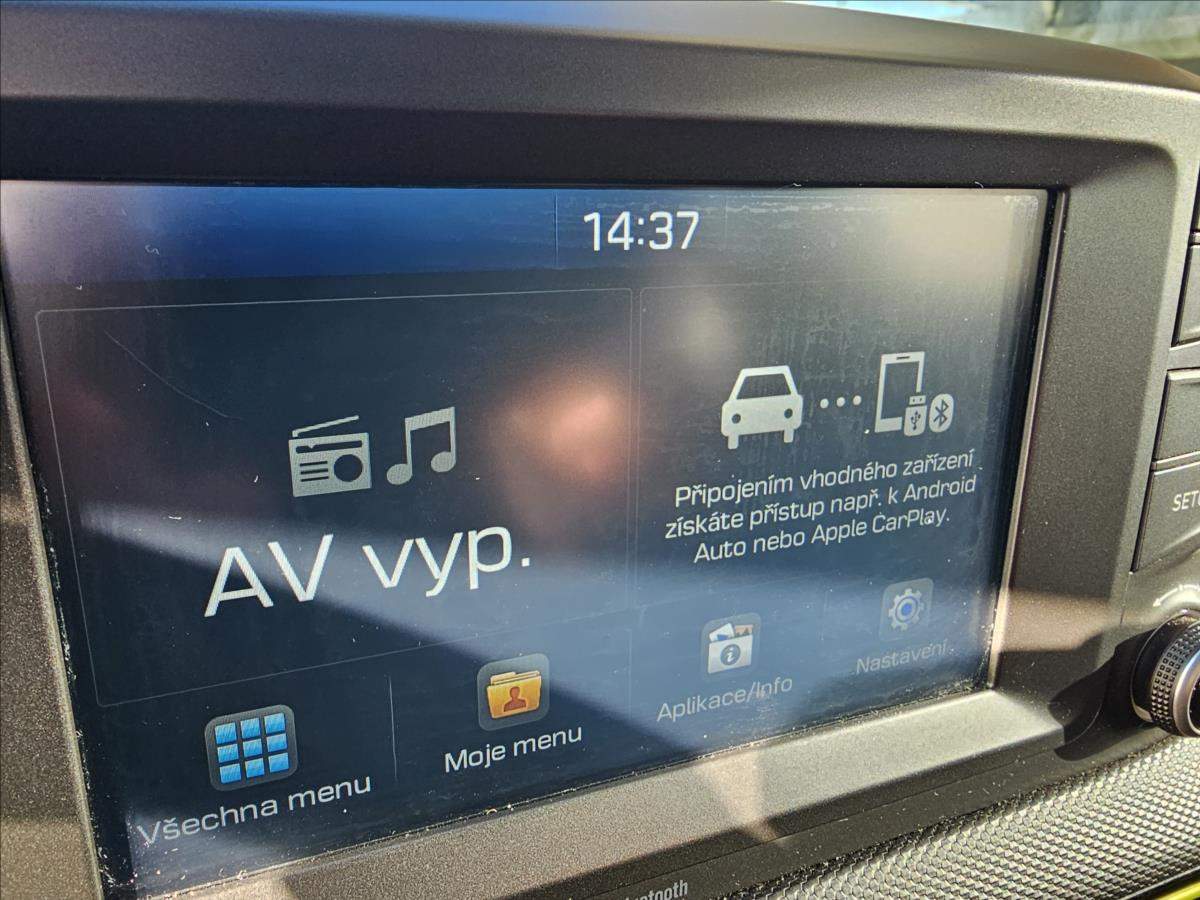 14:37
AV vyp.
Připojením vhodného zařízení
získáte přístup např. k Android
Auto nebo Apple CarPlay.
Všechna menu
Moje menu
Aplikace/Info
Nastavení